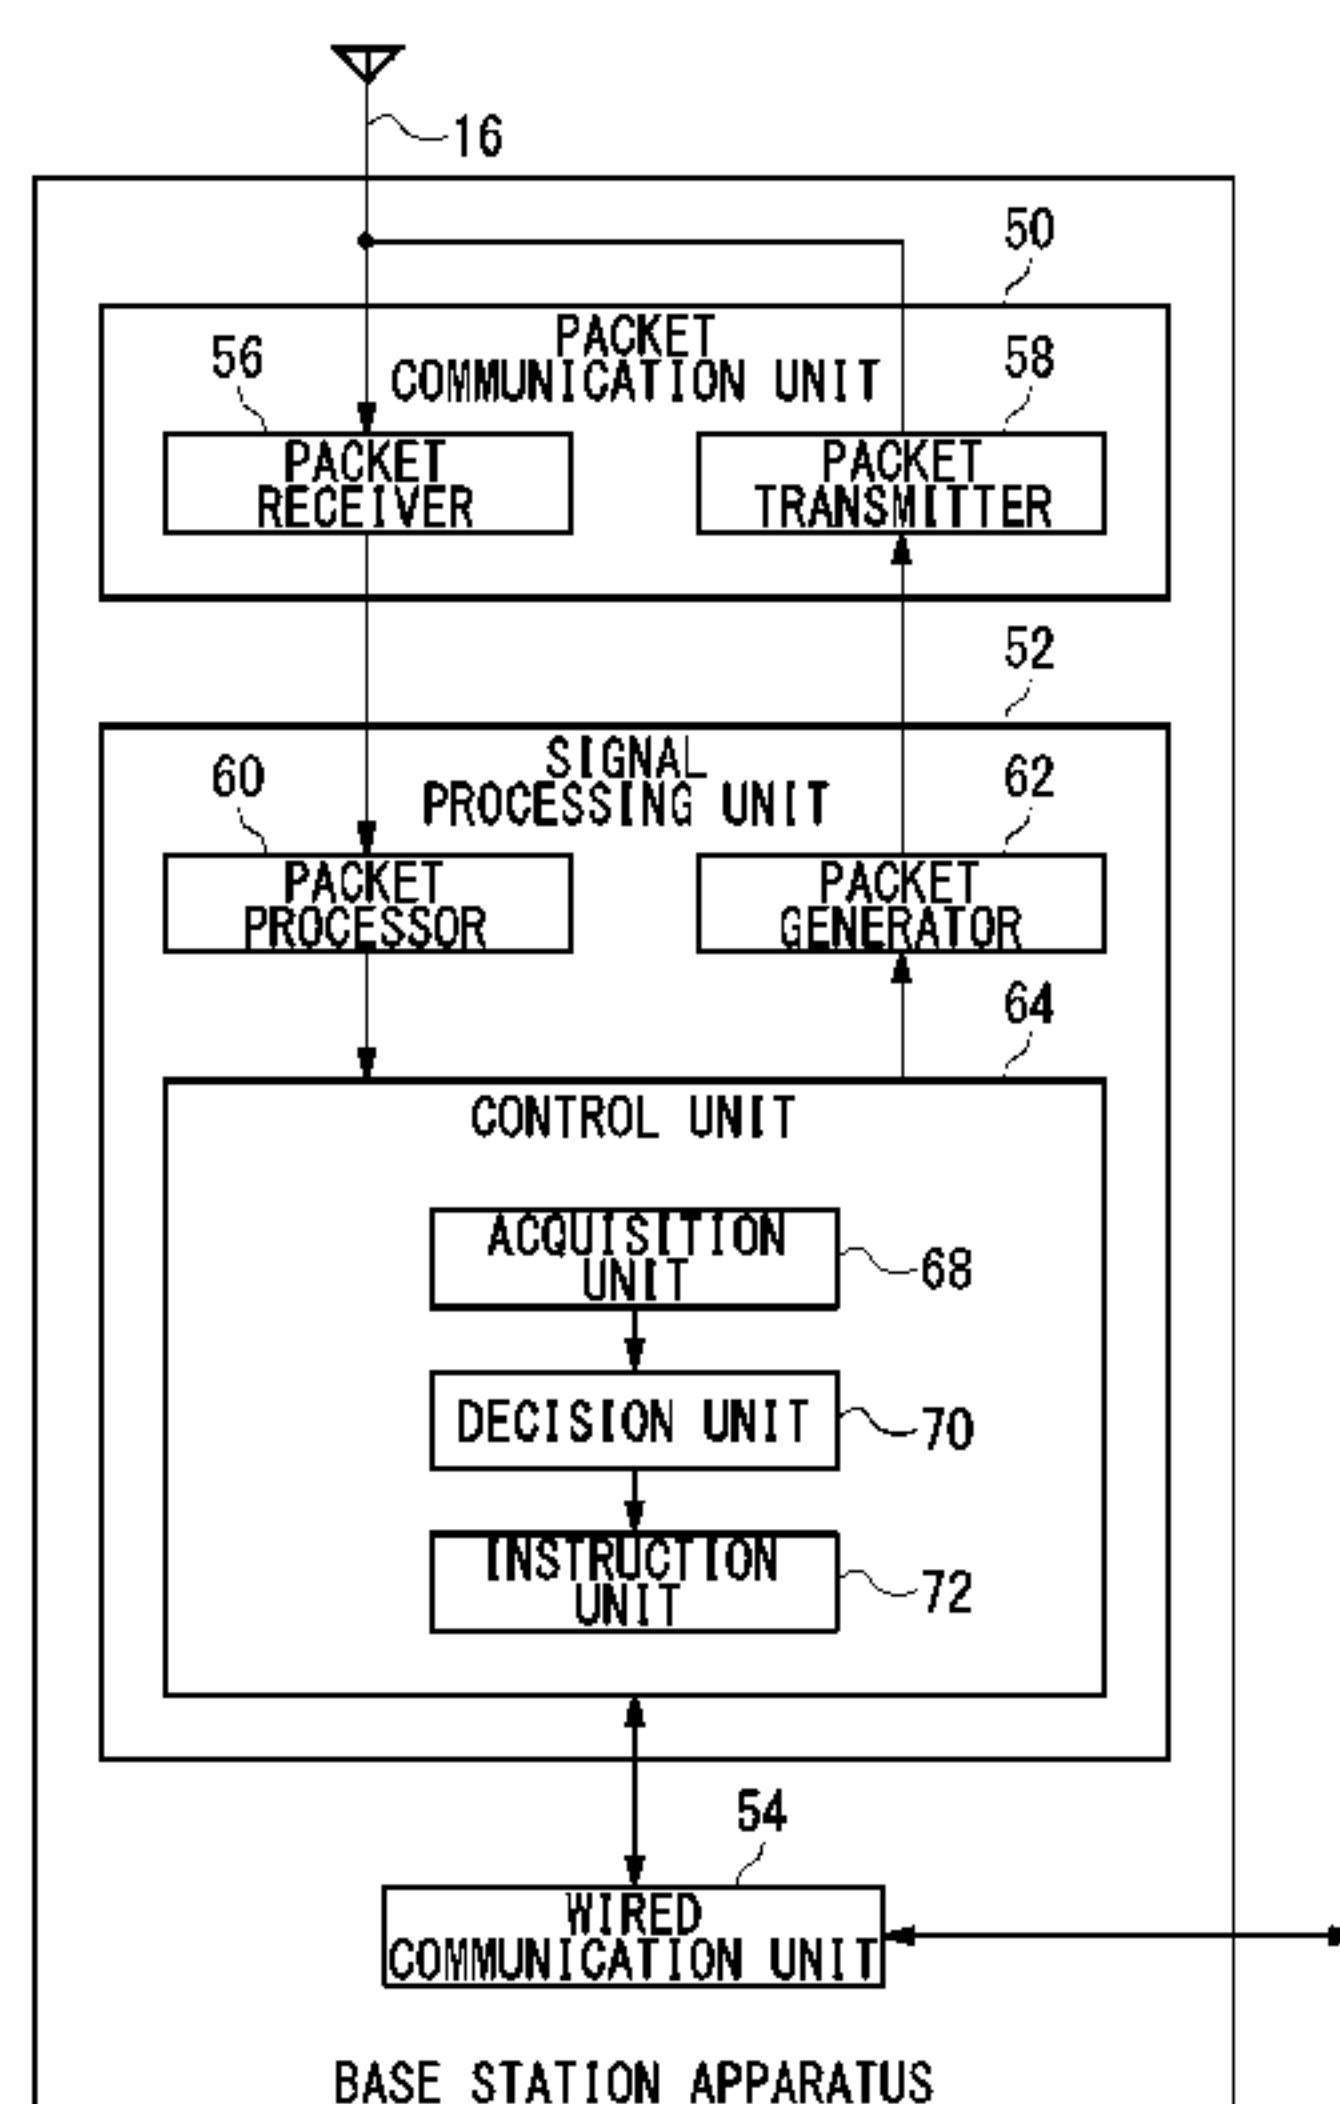 16
50
PACKET
COMMUNICATION UNIT
56
58
PACKET
RECEIVER
PACKET
TRANSMITTER
52
SIGNAL
PROCESSING UNIT
60
62
PACKET
PROCESSOR
PACKET
GENERATOR
64
CONTROL UNIT
ACQUISITION
UNIT
68
DECISION UNIT
70
INSTRUCTION
UNIT
72
54
WIRED
COMMUNICATION UNIT
BASE STATION APPARATUS